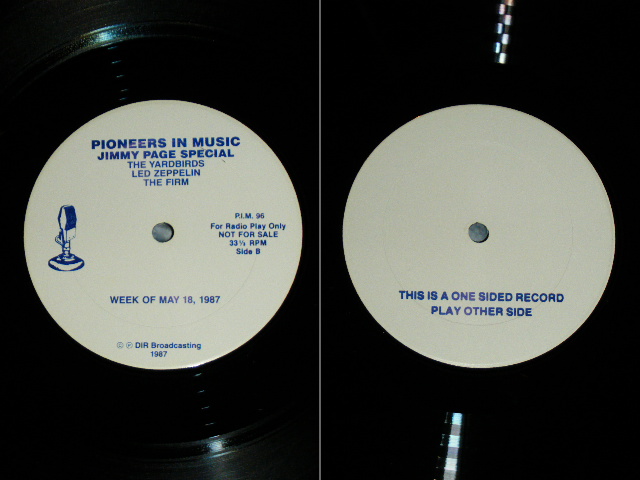 PIONEERS IN MUSIC
JIMMY PAGE SPECIAL
THE YARDBIRDS
LED ZEPPELIN
THE FIRM
P.I.M. 96
For Radio Play Only
NOT FOR SALE
33⅓ RPM
Side B
WEEK OF MAY 18, 1987
© ℗ DIR Broadcasting
1987
THIS IS A ONE SIDED RECORD
PLAY OTHER SIDE